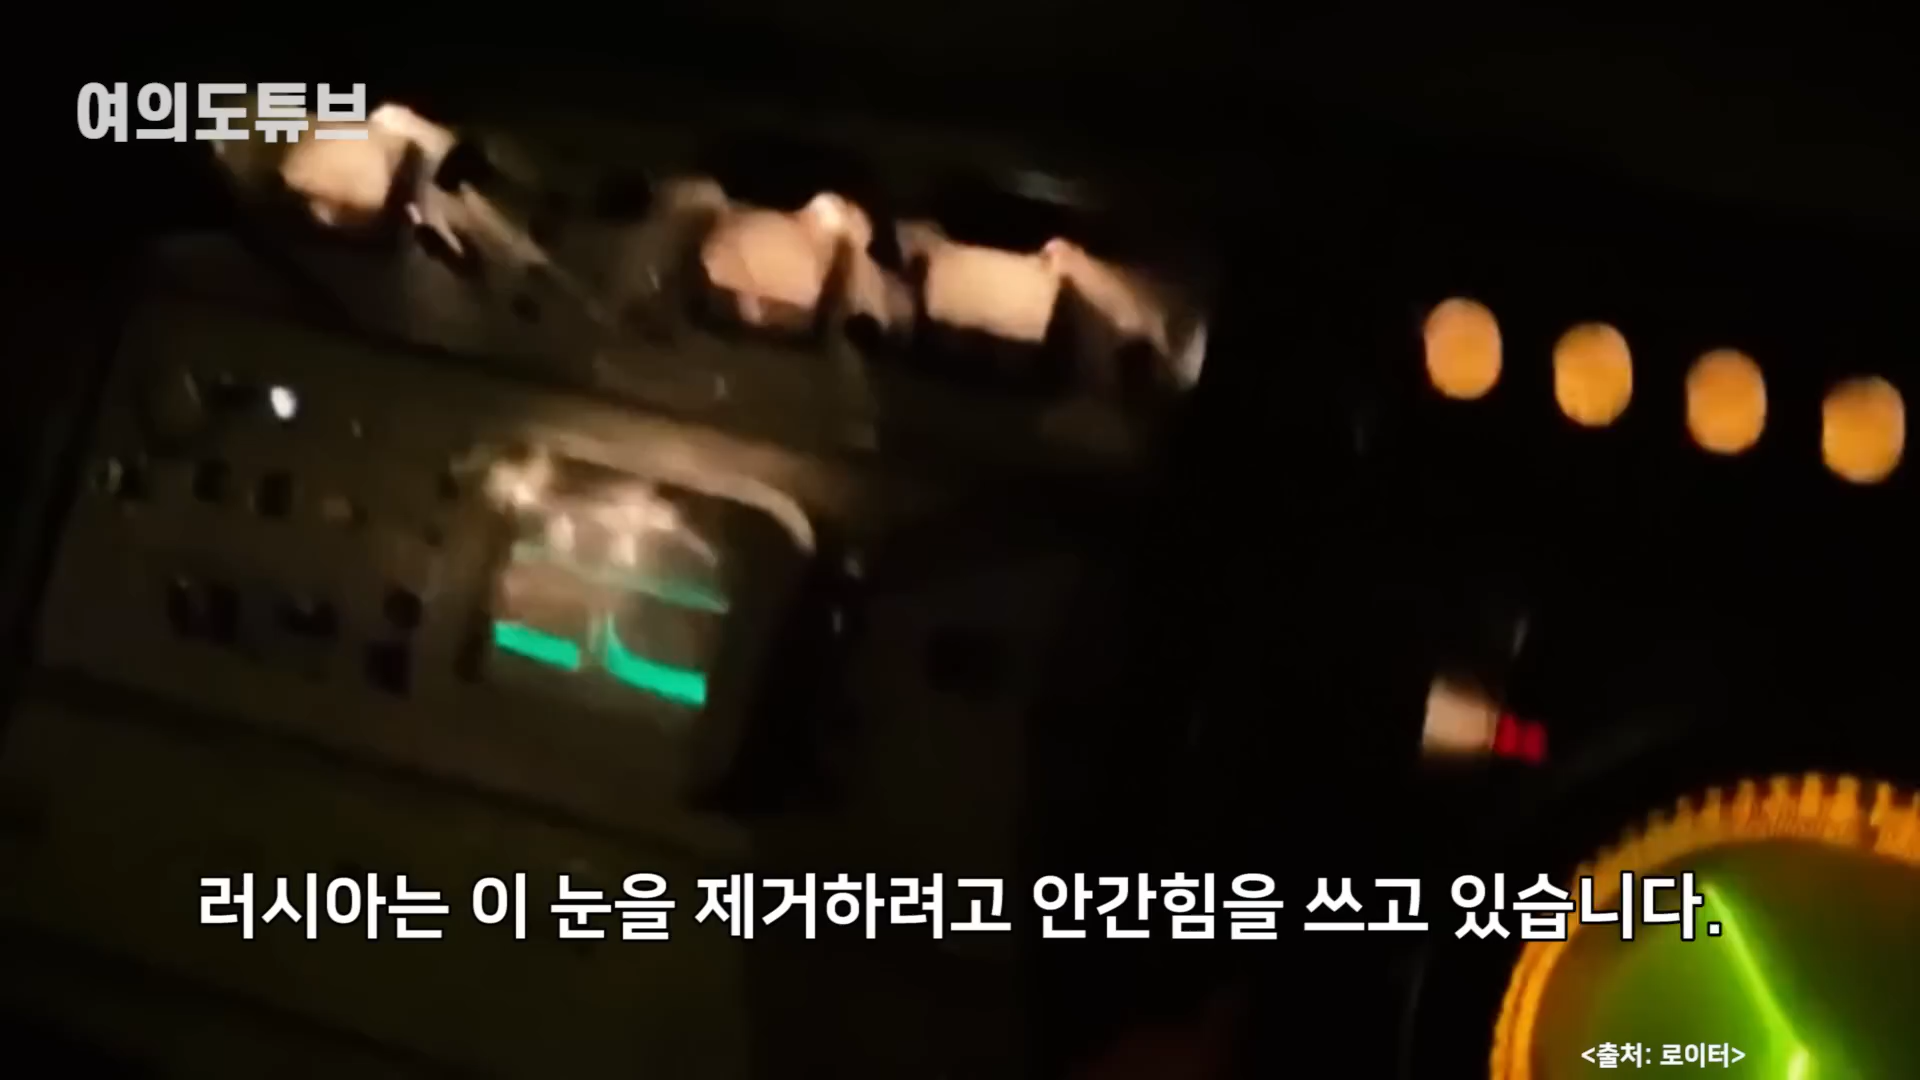 여의도튜브
러시아는 이 눈을 제거하려고 안간힘을 쓰고 있습니다.
<출처: 로이터>